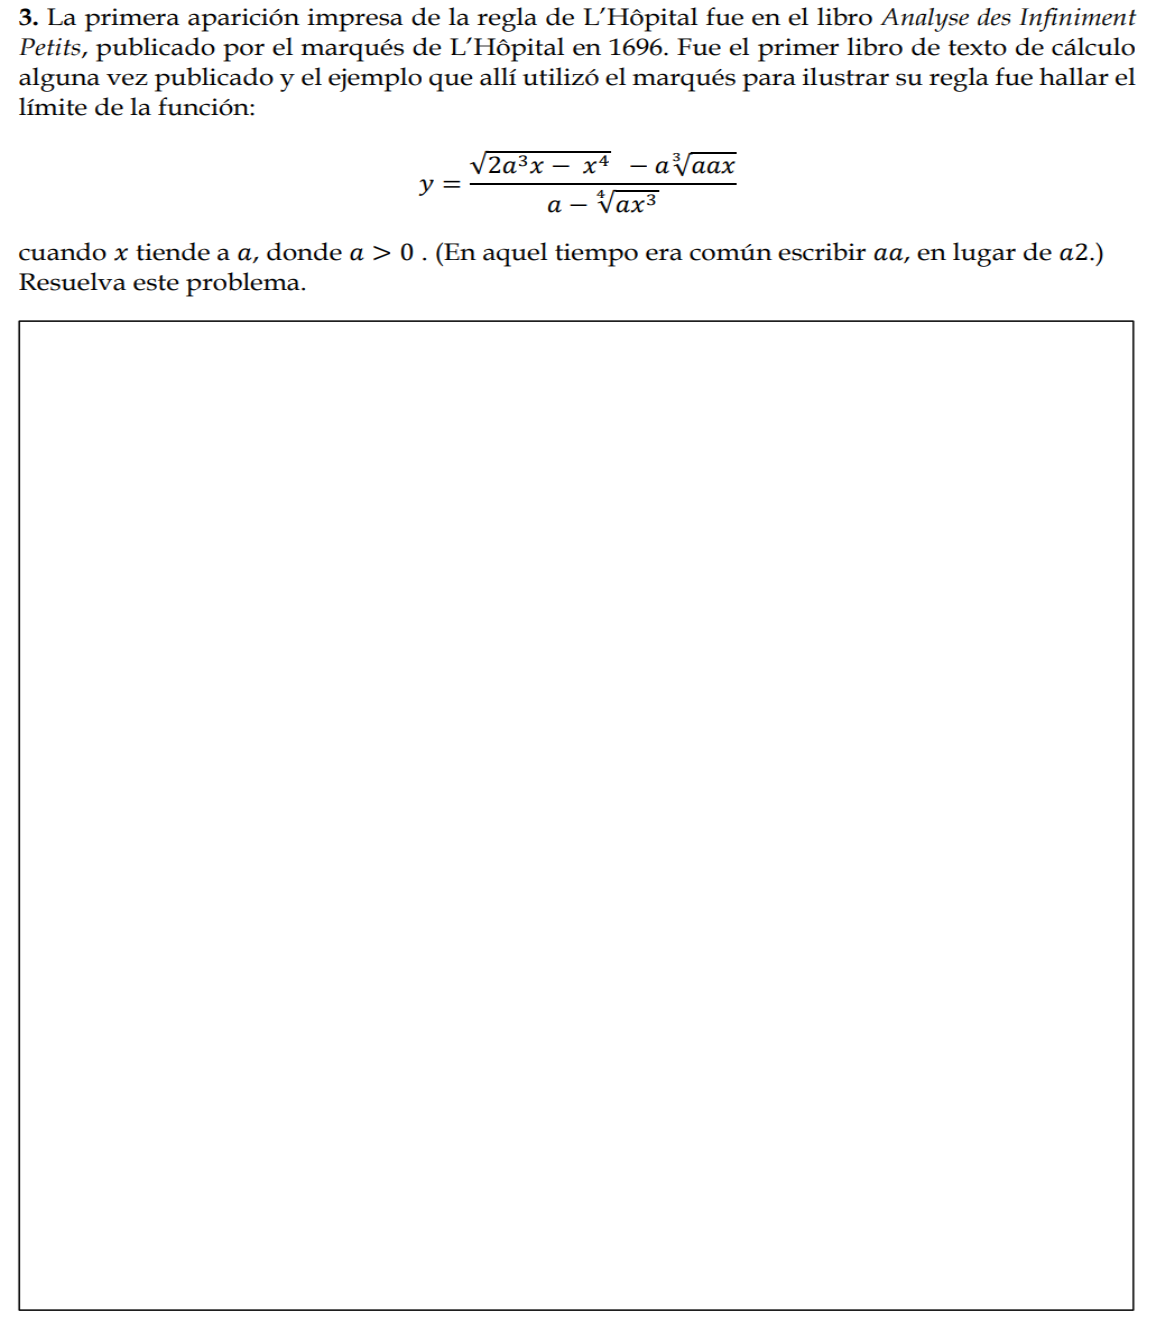 3. La primera aparición impresa de la regla de L’Hôpital fue en el libro Analyse des Infiniment
Petits, publicado por el marqués de L’Hôpital en 1696. Fue el primer libro de texto de cálculo
alguna vez publicado y el ejemplo que allí utilizó el marqués para ilustrar su regla fue hallar el
límite de la función:
y = \frac{\sqrt{2a^3x - x^4} - a\sqrt[3]{aax}}{a - \sqrt[4]{ax^3}}
cuando x tiende a a, donde a > 0 . (En aquel tiempo era común escribir aa, en lugar de a2.)
Resuelva este problema.